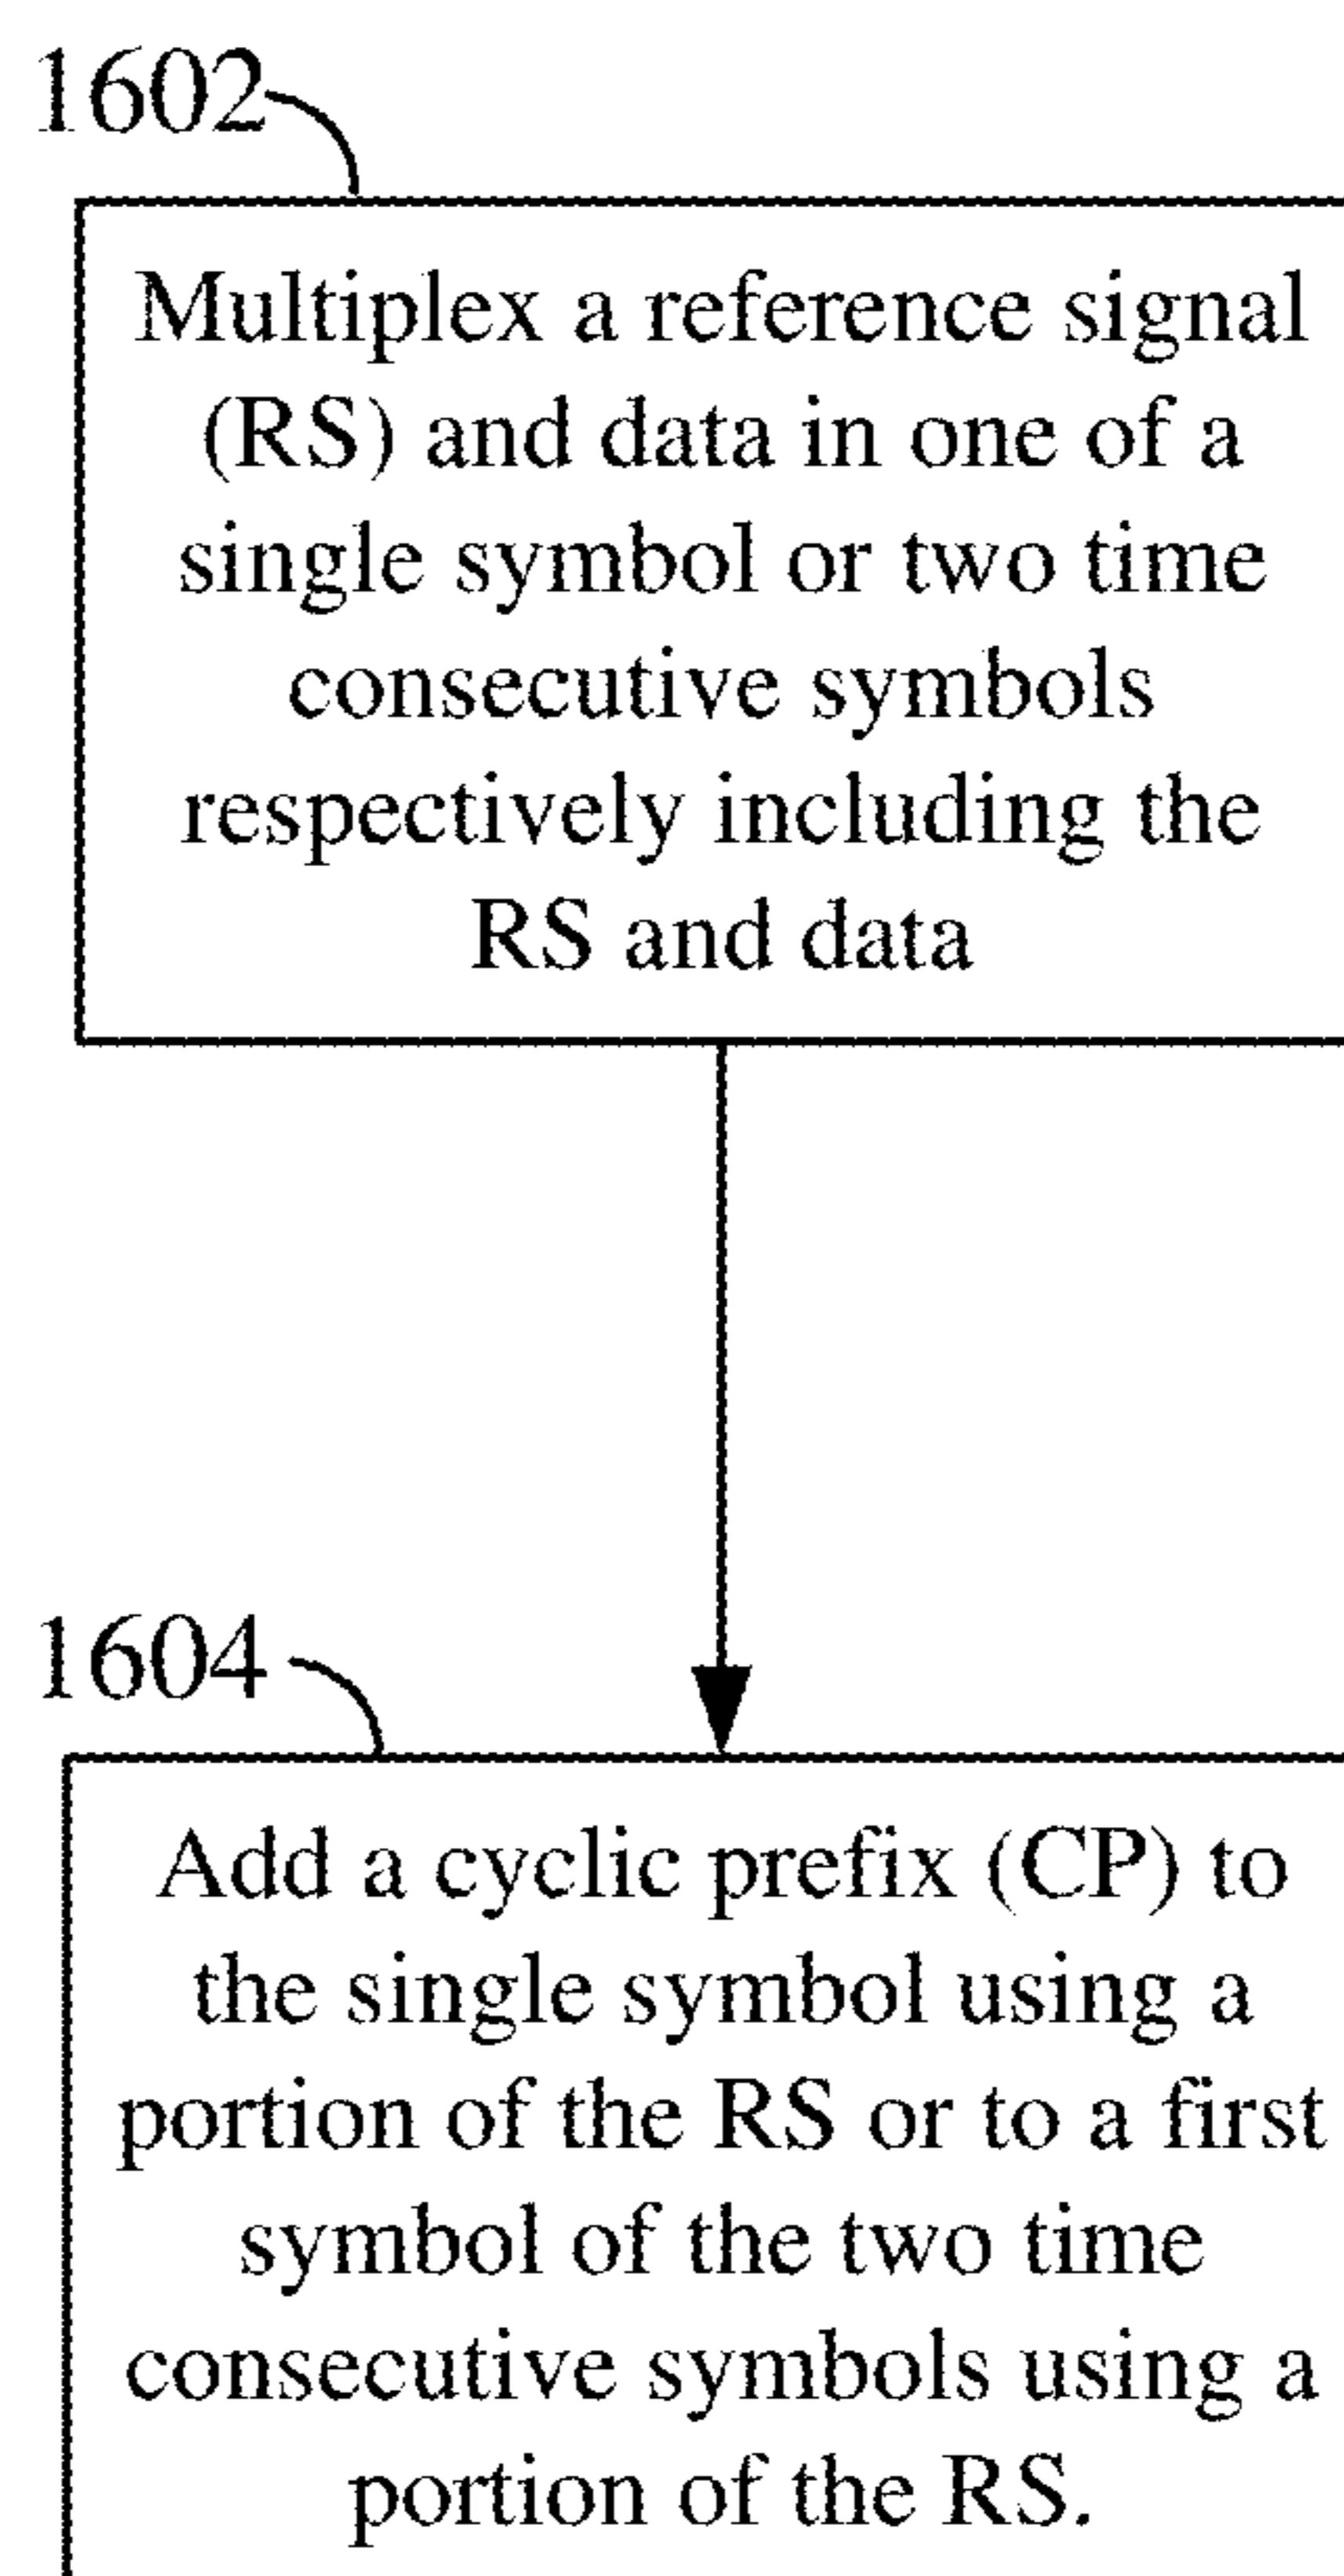 1602
Multiplex a reference signal
(RS) and data in one of a
single symbol or two time
consecutive symbols
respectively including the
RS and data
1604
Add a cyclic prefix (CP) to
the single symbol using a
portion of the RS or to a first
symbol of the two time
consecutive symbols using a
portion of the RS.